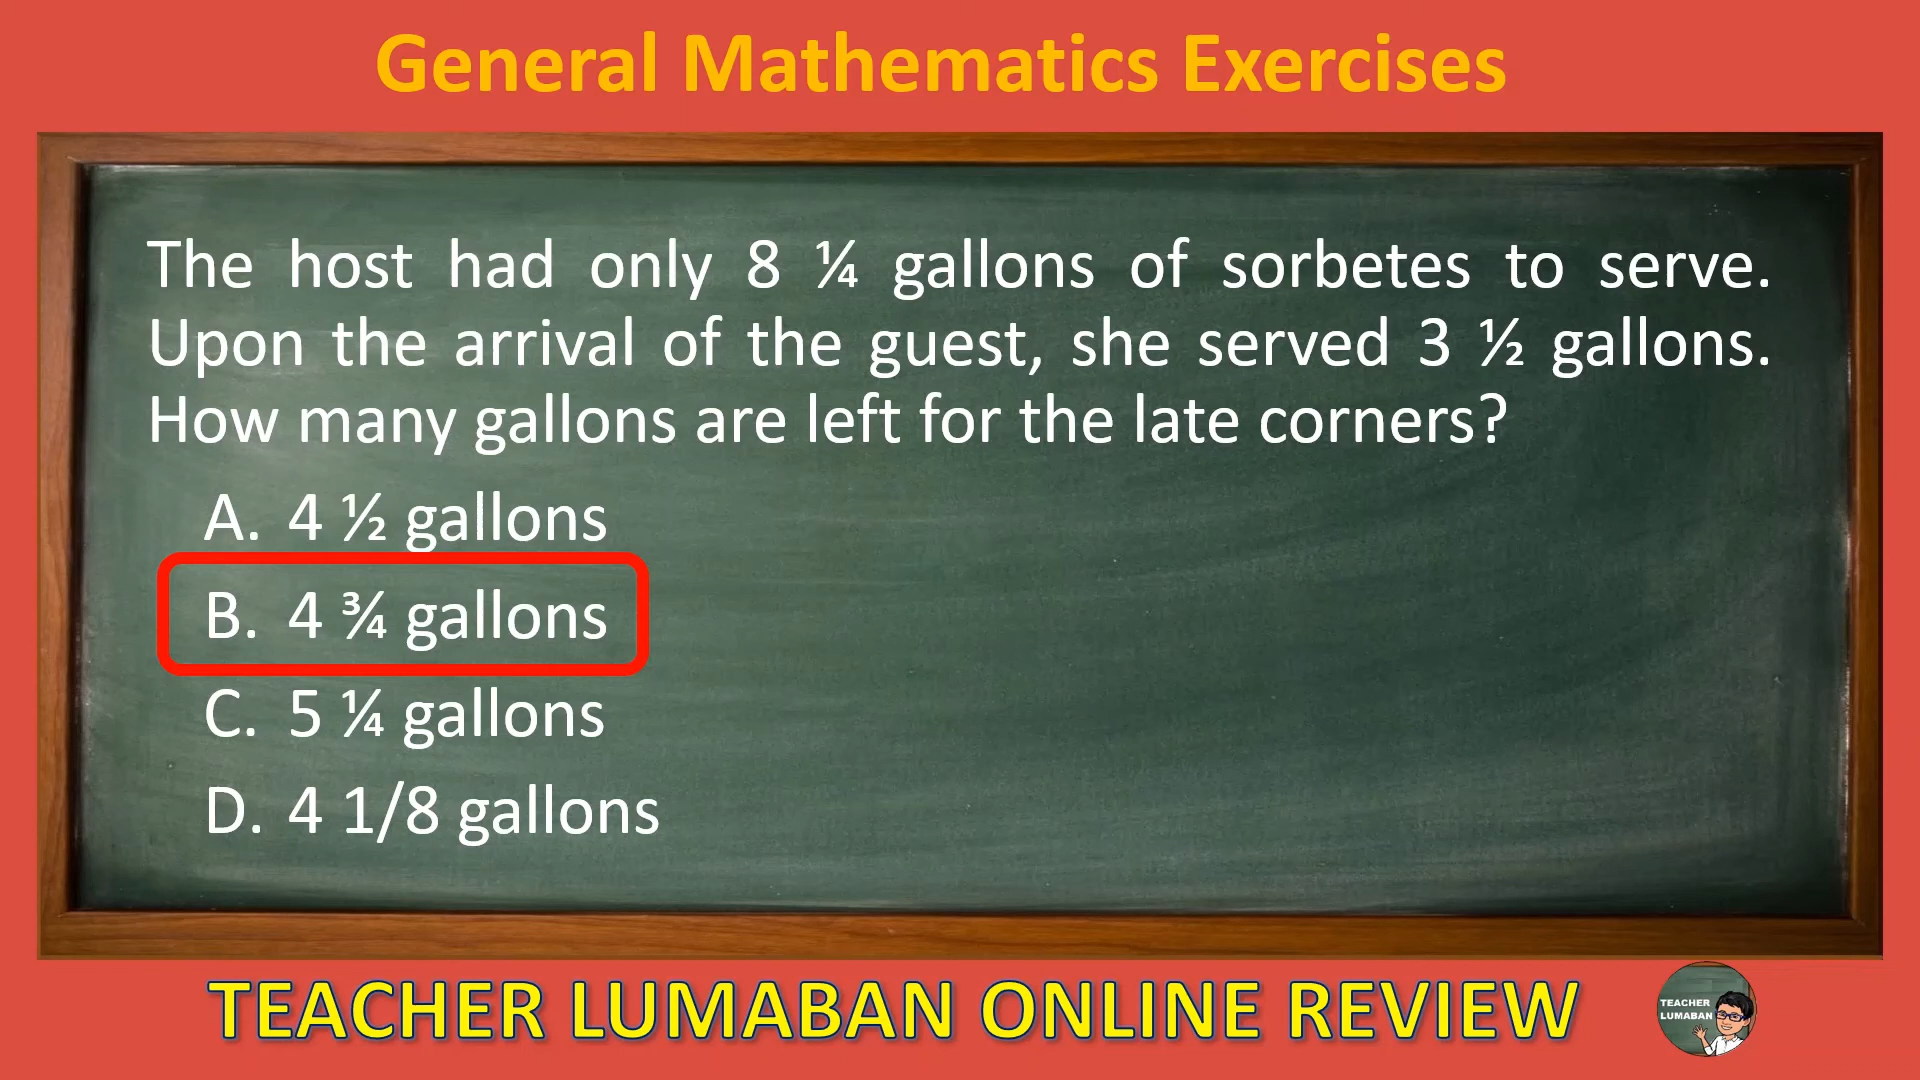 General Mathematics Exercises
The host had only 8 ¼ gallons of sorbetes to serve.
Upon the arrival of the guest, she served 3 ½ gallons.
How many gallons are left for the late corners?
A. 4 ½ gallons
B. 4 ¾ gallons
C. 5 ¼ gallons
D. 4 1/8 gallons
TEACHER LUMABAN ONLINE REVIEW
TEACHER
LUMABAN